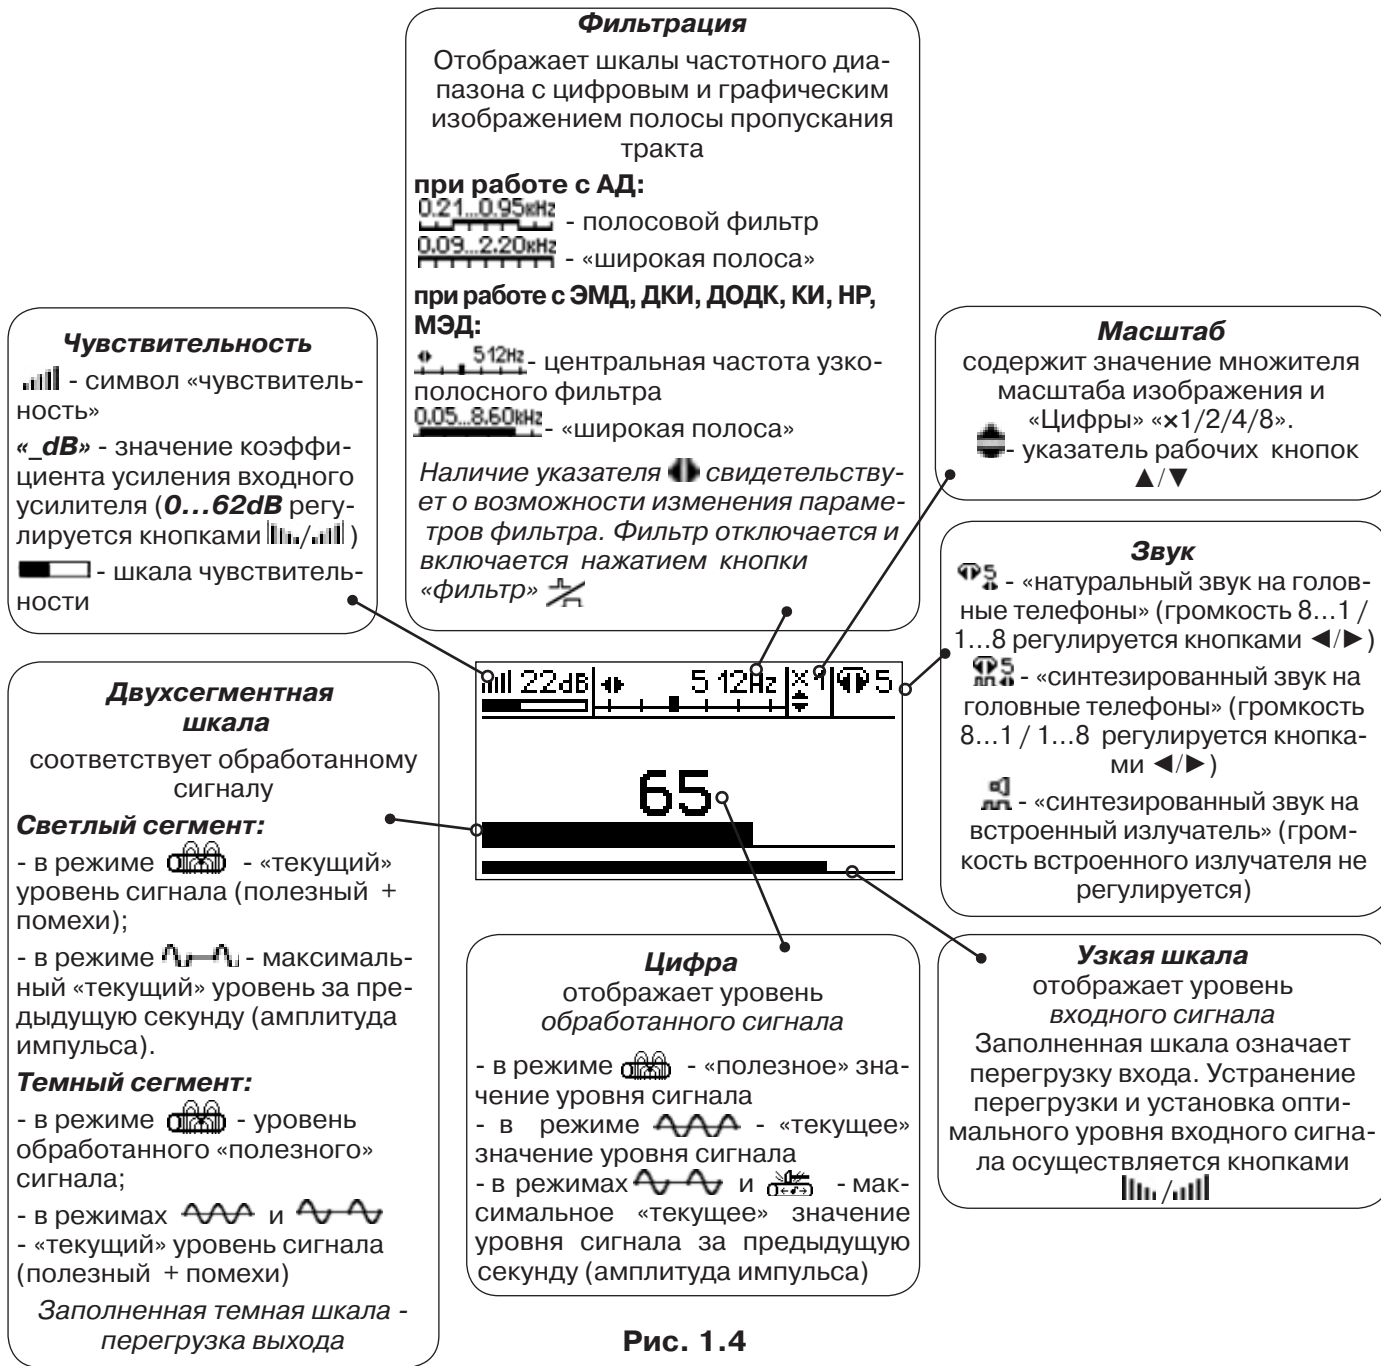 Фильтрация
Отображает шкалы частотного диа-
пазона с цифровым и графическим
изображением полосы пропускания
тракта
при работе с АД:
0.21...0.95кHz - полосовой фильтр
0.09...2.20кHz - «широкая полоса»
при работе с ЭМД, ДКИ, ДОДК, КИ, НР,
МЭД:
512Hz - центральная частота узко-
полосного фильтра
0.05...8.60кHz - «широкая полоса»
Наличие указателя свидетельству-
ет о возможности изменения параме-
тров фильтра. Фильтр отключается и
включается нажатием кнопки
«фильтр»
Чувствительность
- символ «чувствитель-
ность»
«_dB» - значение коэффи-
циента усиления входного
усилителя (0...62dB регу-
лируется кнопками / )
- шкала чувствитель-
ности
Масштаб
содержит значение множителя
масштаба изображения и
«Цифры» «×1/2/4/8».
- указатель рабочих кнопок
▲/▼
Звук
5 - «натуральный звук на голов-
ные телефоны» (громкость 8...1 /
1...8 регулируется кнопками ◄/►)
5 - «синтезированный звук на
головные телефоны» (громкость
8...1 / 1...8 регулируется кнопка-
ми ◄/►)
- «синтезированный звук на
встроенный излучатель» (гром-
кость встроенного излучателя не
регулируется)
Двухсегментная
шкала
соответствует обработанному
сигналу
Светлый сегмент:
- в режиме - «текущий»
уровень сигнала (полезный +
помехи);
- в режиме - максималь-
ный «текущий» уровень за пре-
дыдущую секунду (амплитуда
импульса).
Темный сегмент:
- в режиме - уровень
обработанного «полезного»
сигнала;
- в режимах и
- «текущий» уровень сигнала
(полезный + помехи)
Заполненная темная шкала -
перегрузка выхода
22dB 512Hz ×1 5
65
Цифра
отображает уровень
обработанного сигнала
- в режиме - «полезное» зна-
чение уровня сигнала
- в режиме - «текущее»
значение уровня сигнала
- в режимах и - мак-
симальное «текущее» значение
уровня сигнала за предыдущую
секунду (амплитуда импульса)
Узкая шкала
отображает уровень
входного сигнала
Заполненная шкала означает
перегрузку входа. Устранение
перегрузки и установка опти-
мального уровня входного сигна-
ла осуществляется кнопками
/
Рис. 1.4